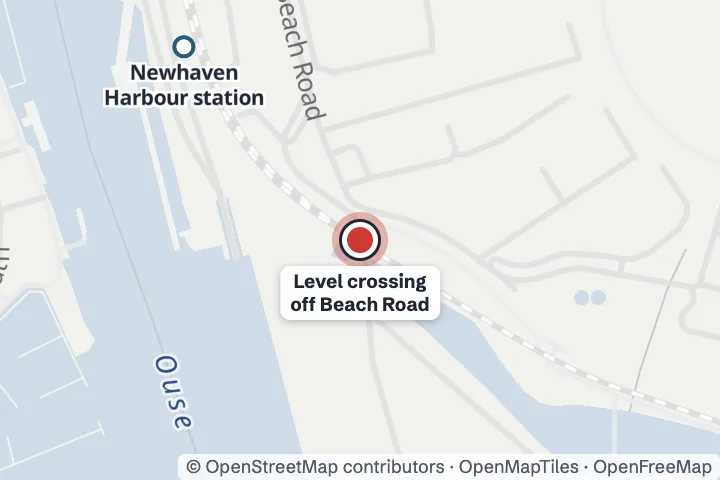 Beach Road
Newhaven
Harbour station
Level crossing
off Beach Road
Ouse
© OpenStreetMap contributors · OpenMapTiles · OpenFreeMap